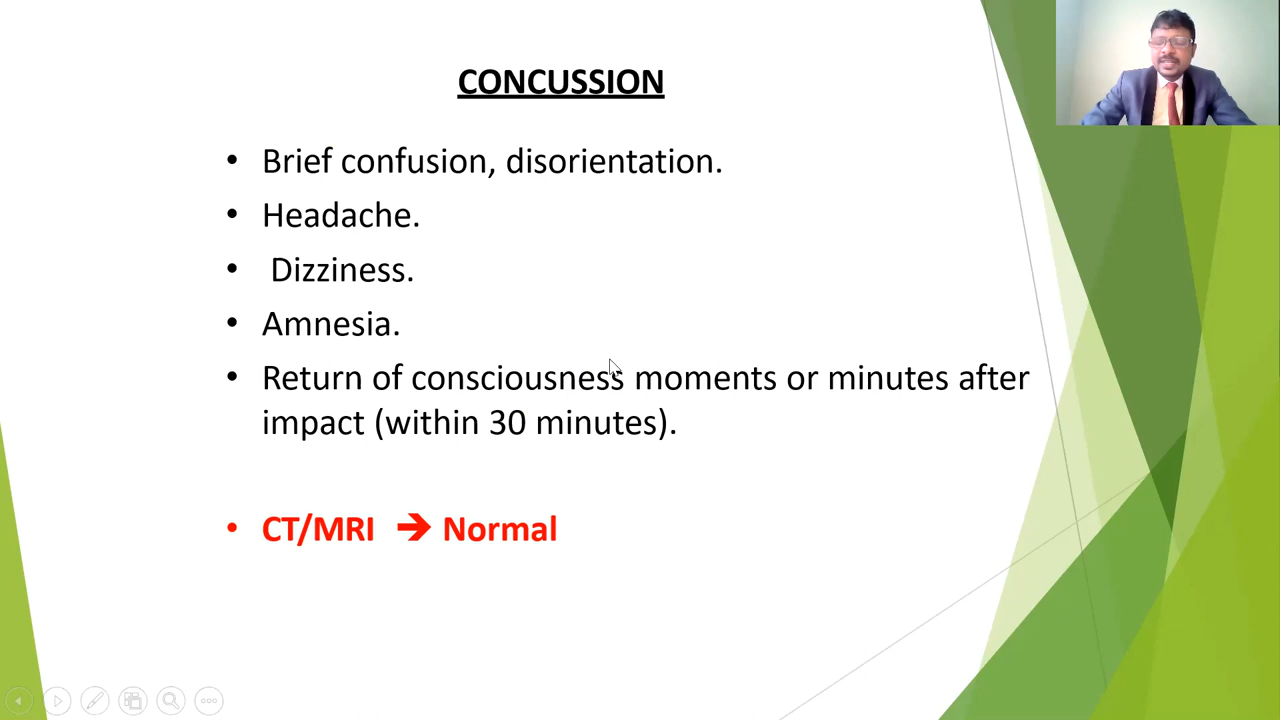 CONCUSSION
• Brief confusion, disorientation.
• Headache.
• Dizziness.
• Amnesia.
• Return of consciousness moments or minutes after
impact (within 30 minutes).
• CT/MRI ➔ Normal